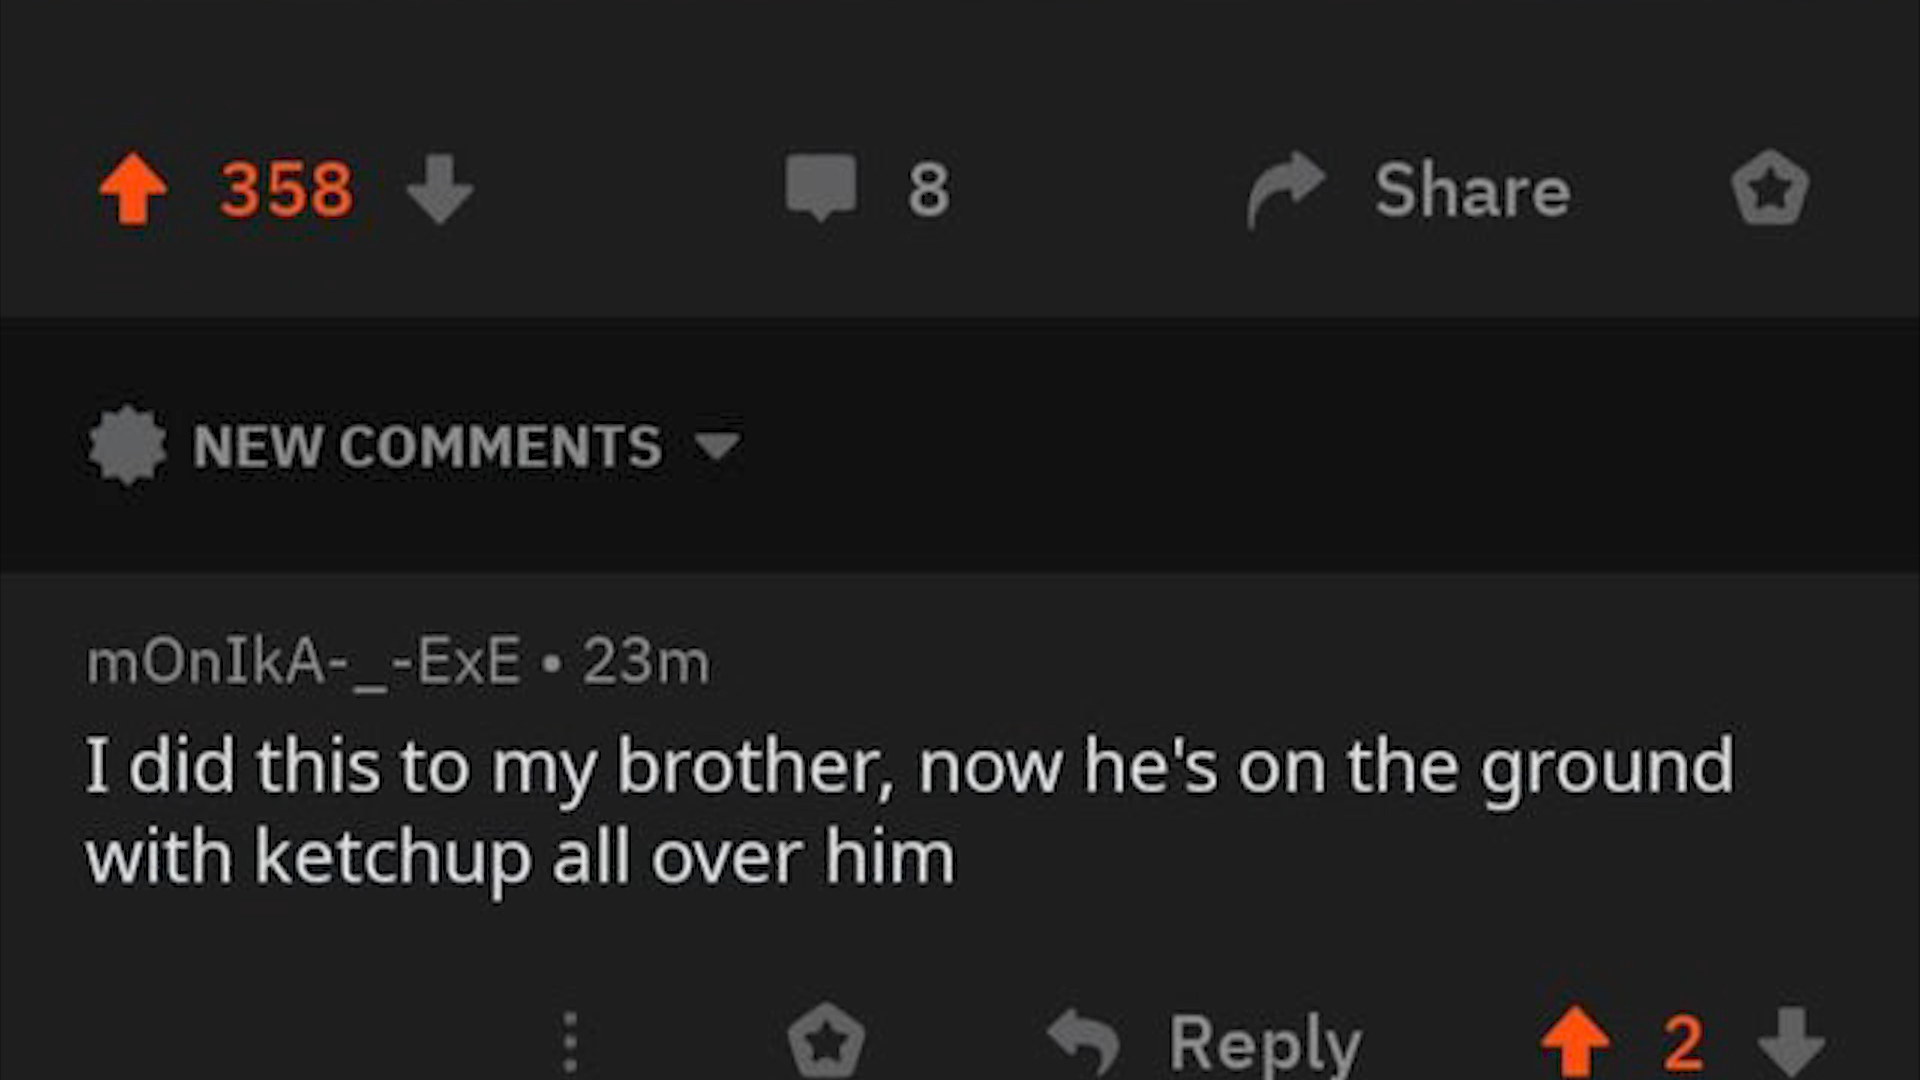 358 8 Share
NEW COMMENTS
mOnIkA-_-ExE • 23m
I did this to my brother, now he's on the ground
with ketchup all over him
Reply 2